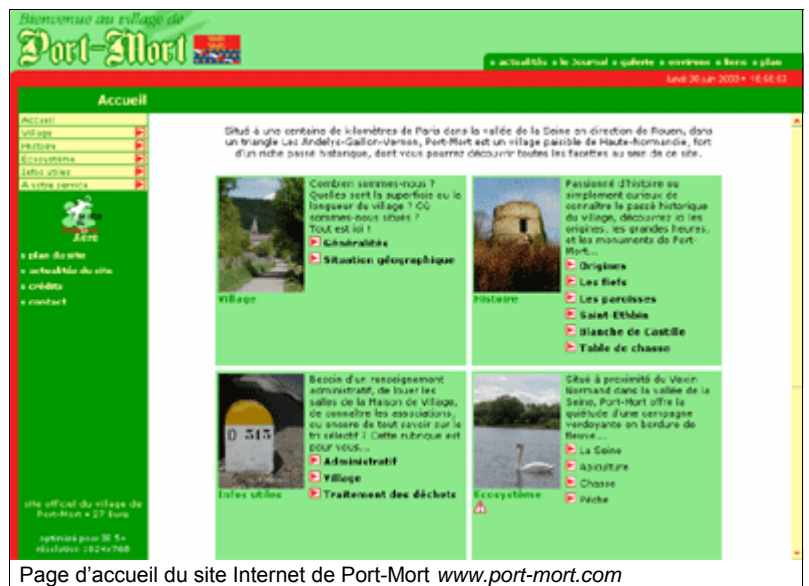 Bienvenue au village de
Port-Mort
actualités le Journal galerie environs liens plan
lundi 30 juin 2003
Accueil
Accueil
Village
Histoire
Ecosystème
Infos utiles
A votre service
Centre
Aéré
plan du site
actualités du site
crédits
contact
site officiel du village de
Port-Mort • 27 Eure
optimisé pour IE 5+
résolution 1024x768
Situé à une centaine de kilomètres de Paris dans la vallée de la Seine en direction de Rouen, dans
un triangle Les Andelys-Gaillon-Vernon, Port-Mort est un village paisible de Haute-Normandie, fort
d'un riche passé historique, dont vous pourrez découvrir toutes les facettes au sein de ce site.
Combien sommes-nous ?
Quelles sont la superficie ou la
longueur du village ? Où
sommes-nous situés ?
Tout est ici !
Généralités
Situation géographique
Village
Passionné d'histoire ou
simplement curieux de
connaître le passé historique
du village, découvrez ici les
origines, les grandes heures,
et les monuments de Port-
Mort...
Origines
Les fiefs
Les paroisses
Saint-Ethbin
Blanche de Castille
Table de chasse
Histoire
Besoin d'un renseignement
administratif, de louer les
salles de la Maison de Village,
de connaître les associations,
ou encore de tout savoir sur le
tri sélectif ? Cette rubrique est
pour vous...
Administratif
Village
Traitement des déchets
D 313
Infos utiles
Situé à proximité du Vexin
Normand dans la vallée de la
Seine, Port-Mort offre la
quiétude d'une campagne
verdoyante en bordure de
fleuve...
La Seine
Apiculture
Chasse
Pêche
Ecosystème
Page d'accueil du site Internet de Port-Mort www.port-mort.com